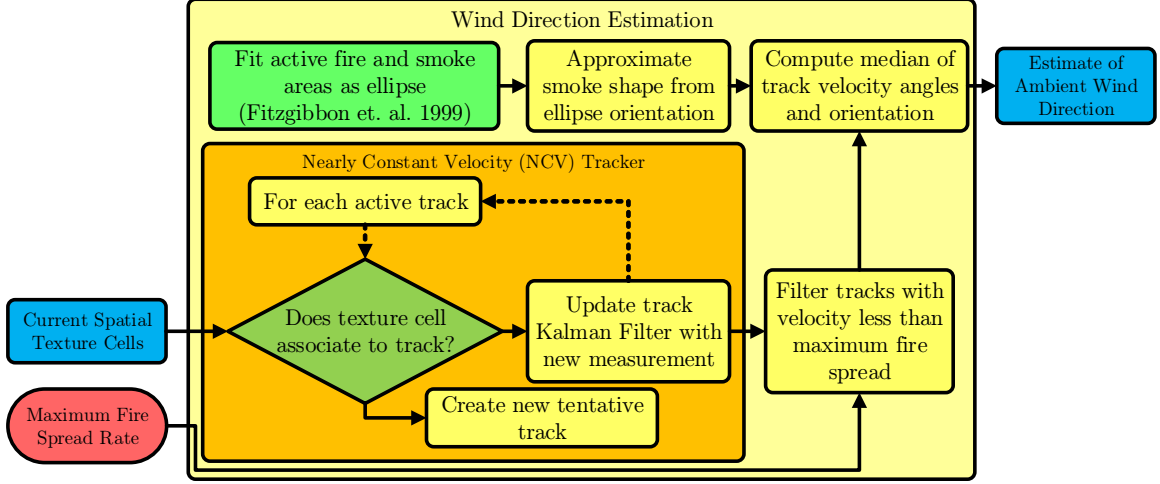 Wind Direction Estimation
Fit active fire and smoke
areas as ellipse
(Fitzgibbon et. al. 1999)
Approximate
smoke shape from
ellipse orientation
Compute median of
track velocity angles
and orientation
Estimate of
Ambient Wind
Direction
Nearly Constant Velocity (NCV) Tracker
For each active track
Current Spatial
Texture Cells
Does texture cell
associate to track?
Update track
Kalman Filter with
new measurement
Filter tracks with
velocity less than
maximum fire
spread
Create new tentative
track
Maximum Fire
Spread Rate